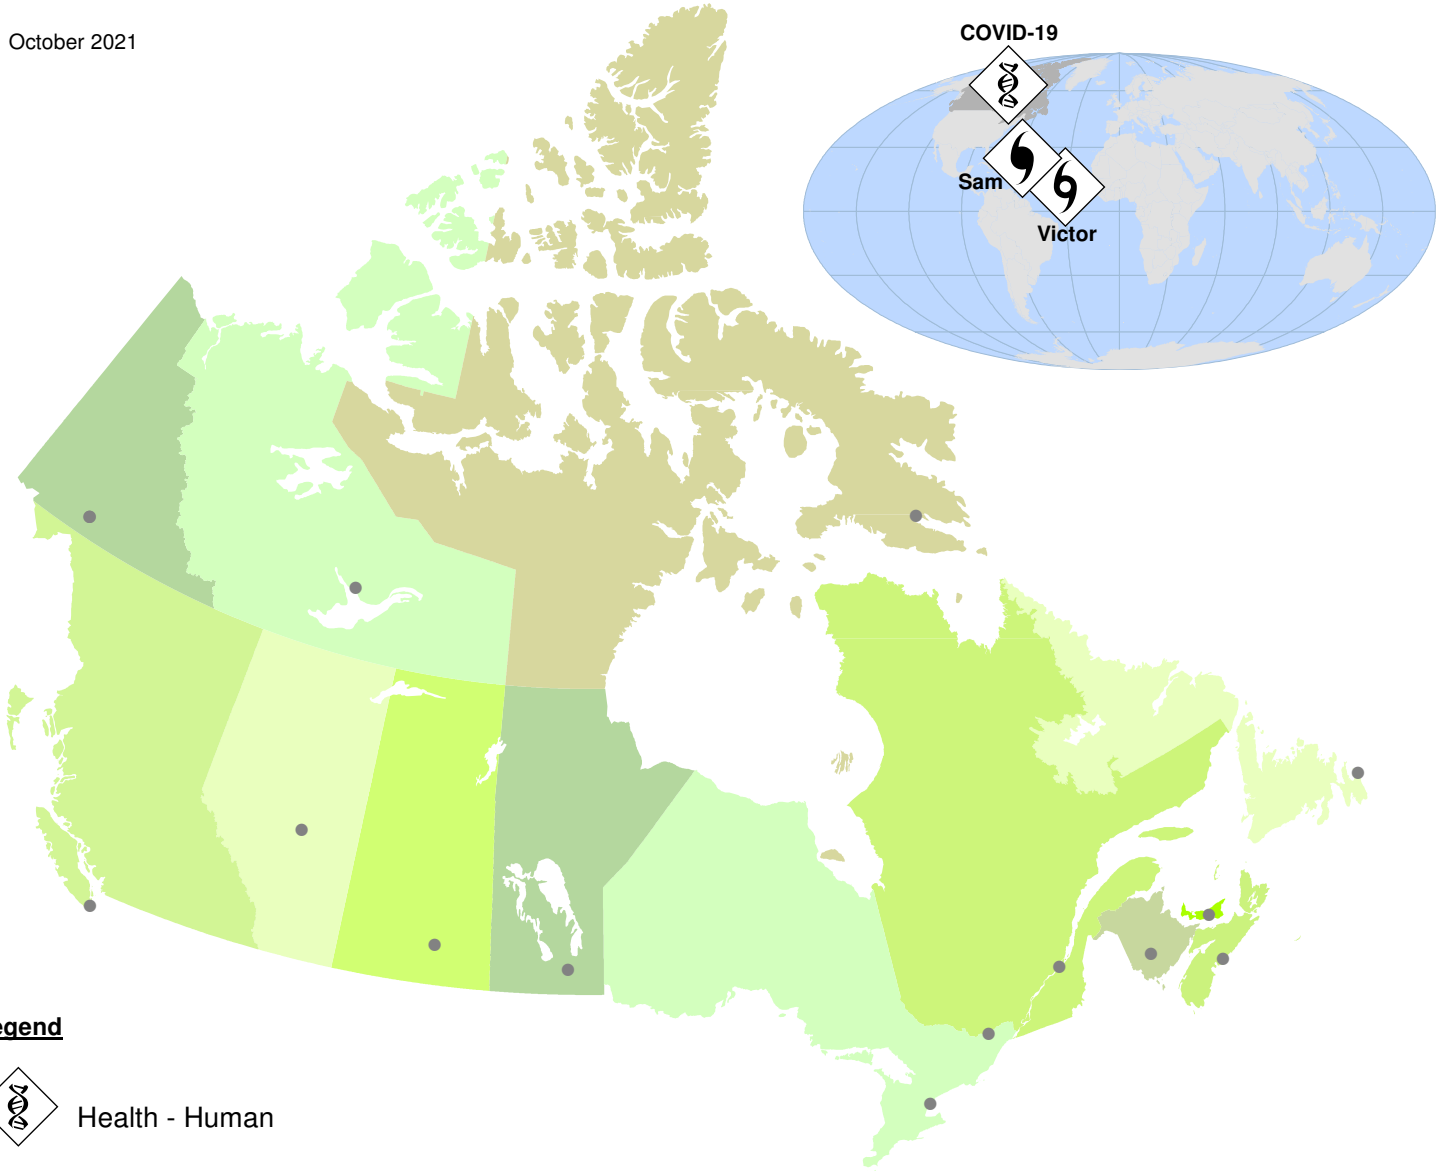 October 2021
COVID-19
Sam
Victor
egend
Health - Human